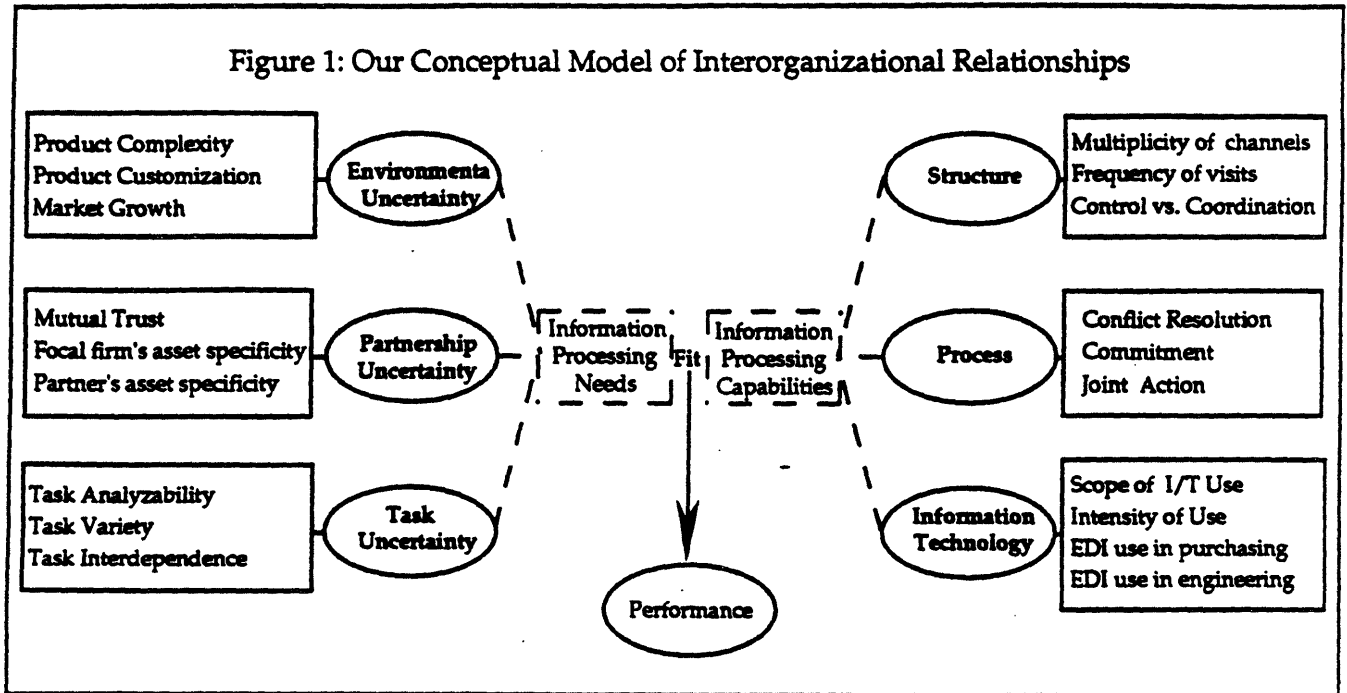 Figure 1: Our Conceptual Model of Interorganizational Relationships
Product Complexity
Product Customization
Market Growth
Environmenta
Uncertainty
Structure
Multiplicity of channels
Frequency of visits
Control vs. Coordination
Mutual Trust
Focal firm's asset specificity
Partner's asset specificity
Partnership
Uncertainty
Information
Processing
Needs
Fit
Information
Processing
Capabilities
Process
Conflict Resolution
Commitment
Joint Action
Task Analyzability
Task Variety
Task Interdependence
Task
Uncertainty
Performance
Information
Technology
Scope of I/T Use
Intensity of Use
EDI use in purchasing
EDI use in engineering